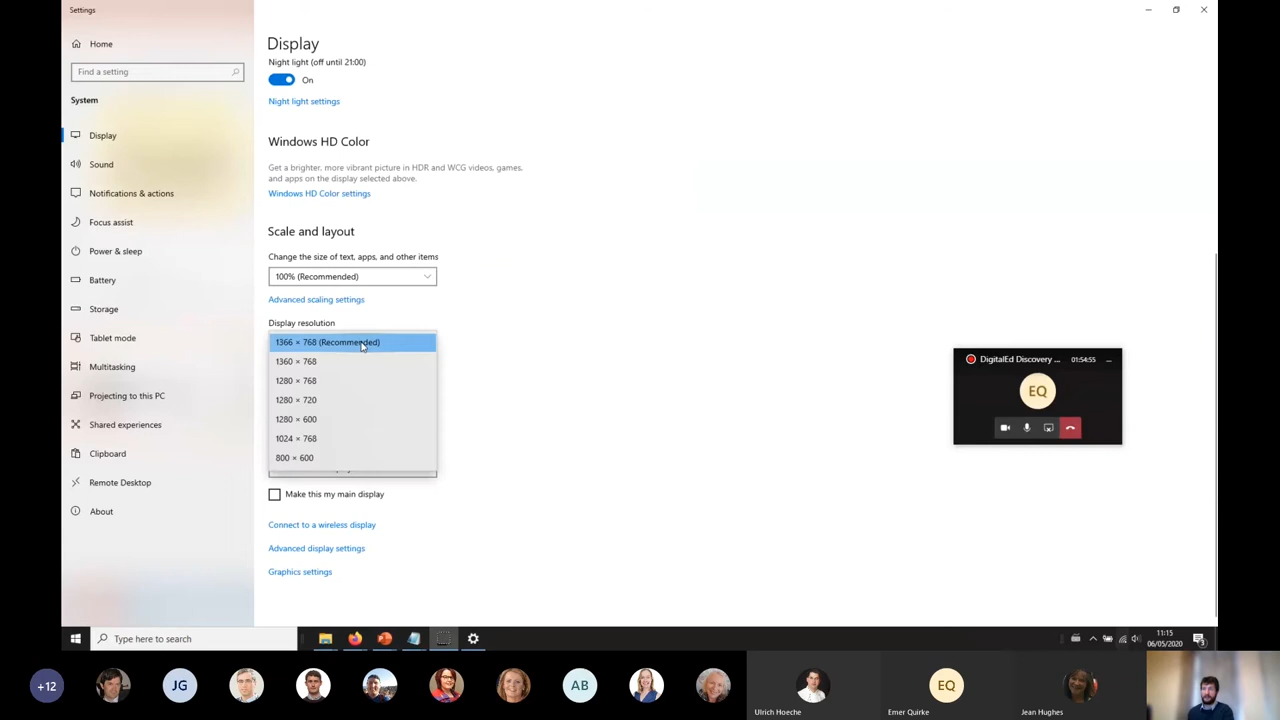 Settings
Home
Find a setting
System
Display
Sound
Notifications & actions
Focus assist
Power & sleep
Battery
Storage
Tablet mode
Multitasking
Projecting to this PC
Shared experiences
Clipboard
Remote Desktop
About
Display
Night light (off until 21:00)
On
Night light settings
Windows HD Color
Get a brighter, more vibrant picture in HDR and WCG videos, games,
and apps on the display selected above.
Windows HD Color settings
Scale and layout
Change the size of text, apps, and other items
100% (Recommended)
Advanced scaling settings
Display resolution
1366 × 768 (Recommended)
1360 × 768
1280 × 768
1280 × 720
1280 × 600
1024 × 768
800 × 600
Make this my main display
Connect to a wireless display
Advanced display settings
Graphics settings
DigitalEd Discovery ... 01:54:55 ...
EQ
Type here to search
11:15
06/05/2020
3
+12
JG
AB
EQ
Ulrich Hoeche
Emer Quirke
Jean Hughes